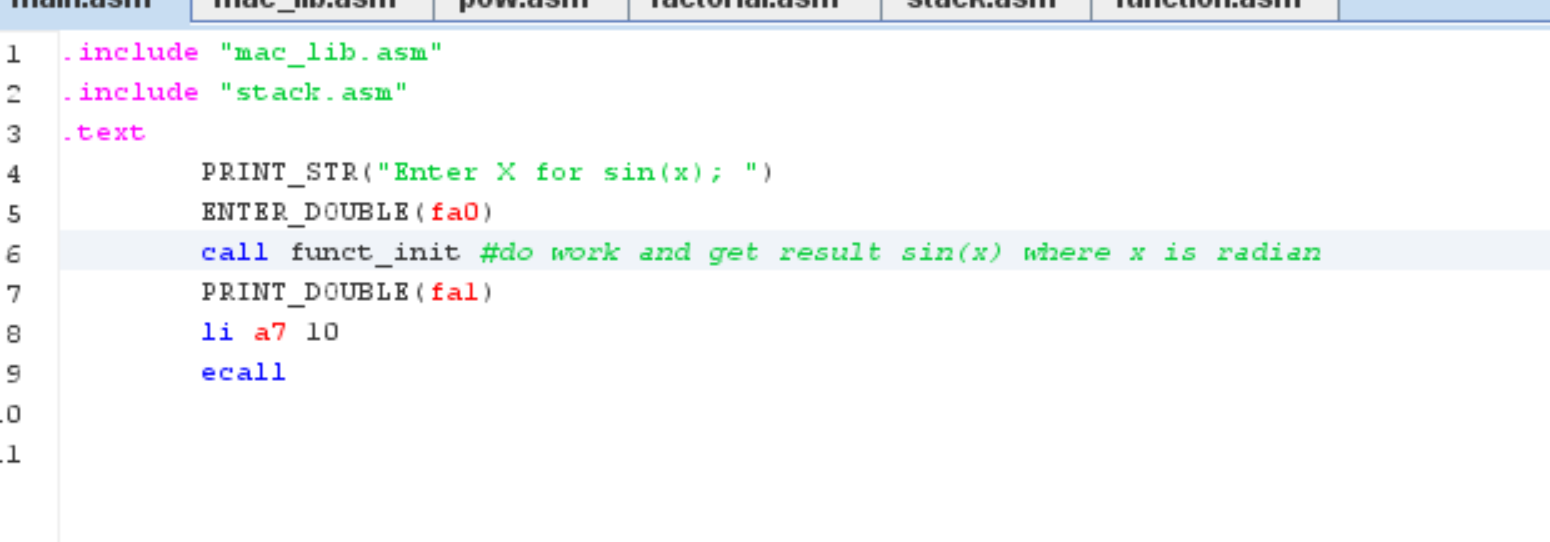 main.asm mac_lib.asm pow.asm factorial.asm stack.asm function.asm
1 .include "mac_lib.asm"
2 .include "stack.asm"
3 .text
4 PRINT_STR("Enter X for sin(x); ")
5 ENTER_DOUBLE(fa0)
6 call funct_init #do work and get result sin(x) where x is radian
7 PRINT_DOUBLE(fa1)
8 li a7 10
9 ecall
10
11